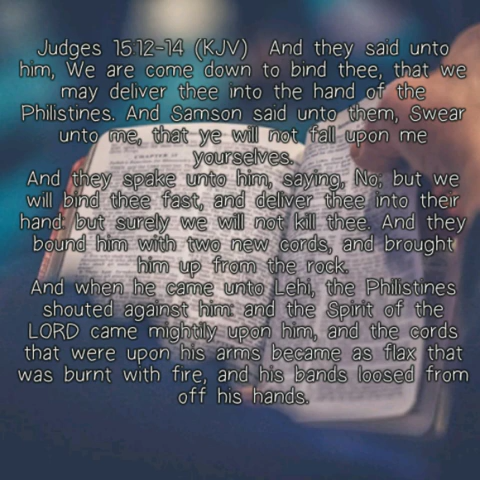 Judges 15:12-14 (KJV) And they said unto
him, We are come down to bind thee, that we
may deliver thee into the hand of the
Philistines. And Samson said unto them, Swear
unto me, that ye will not fall upon me
yourselves.
And they spake unto him, saying, No; but we
will bind thee fast, and deliver thee into their
hand: but surely we will not kill thee. And they
bound him with two new cords, and brought
him up from the rock.
And when he came unto Lehi, the Philistines
shouted against him: and the Spirit of the
LORD came mightily upon him, and the cords
that were upon his arms became as flax that
was burnt with fire, and his bands loosed from
off his hands.